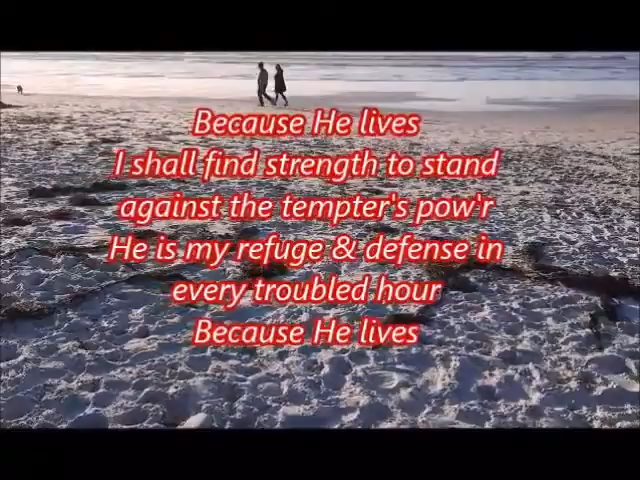 Because He lives
I shall find strength to stand
against the tempter's pow'r
He is my refuge & defense in
every troubled hour
Because He lives